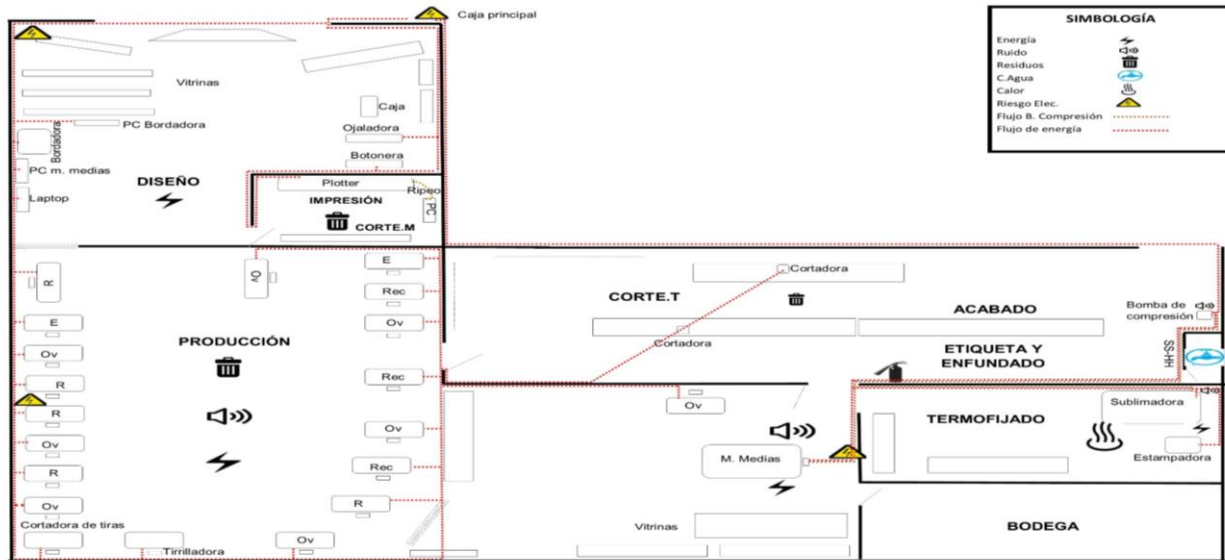 Caja principal
SIMBOLOGÍA
Energía
Ruido
Residuos
C.Agua
Calor
Riesgo Elec.
Flujo B. Compresión
Flujo de energía
Vitrinas
Caja
PC Bordadora
Bordadora
Ojaladora
Botonera
PC m. medias
DISEÑO
Laptop
Plotter
Ripeo
PC
IMPRESIÓN
CORTE.M
R
Ov
E
Rec
Ov
E
Ov
R
R
Ov
R
Ov
PRODUCCIÓN
Rec
Ov
Rec
R
Cortadora de tiras
Tirrilladora
Ov
Cortadora
CORTE.T
Cortadora
ACABADO
Bomba de
compresión
ETIQUETA Y
ENFUNDADO
SS-HH
Ov
M. Medias
TERMOFIJADO
Sublimadora
Estampadora
Vitrinas
BODEGA